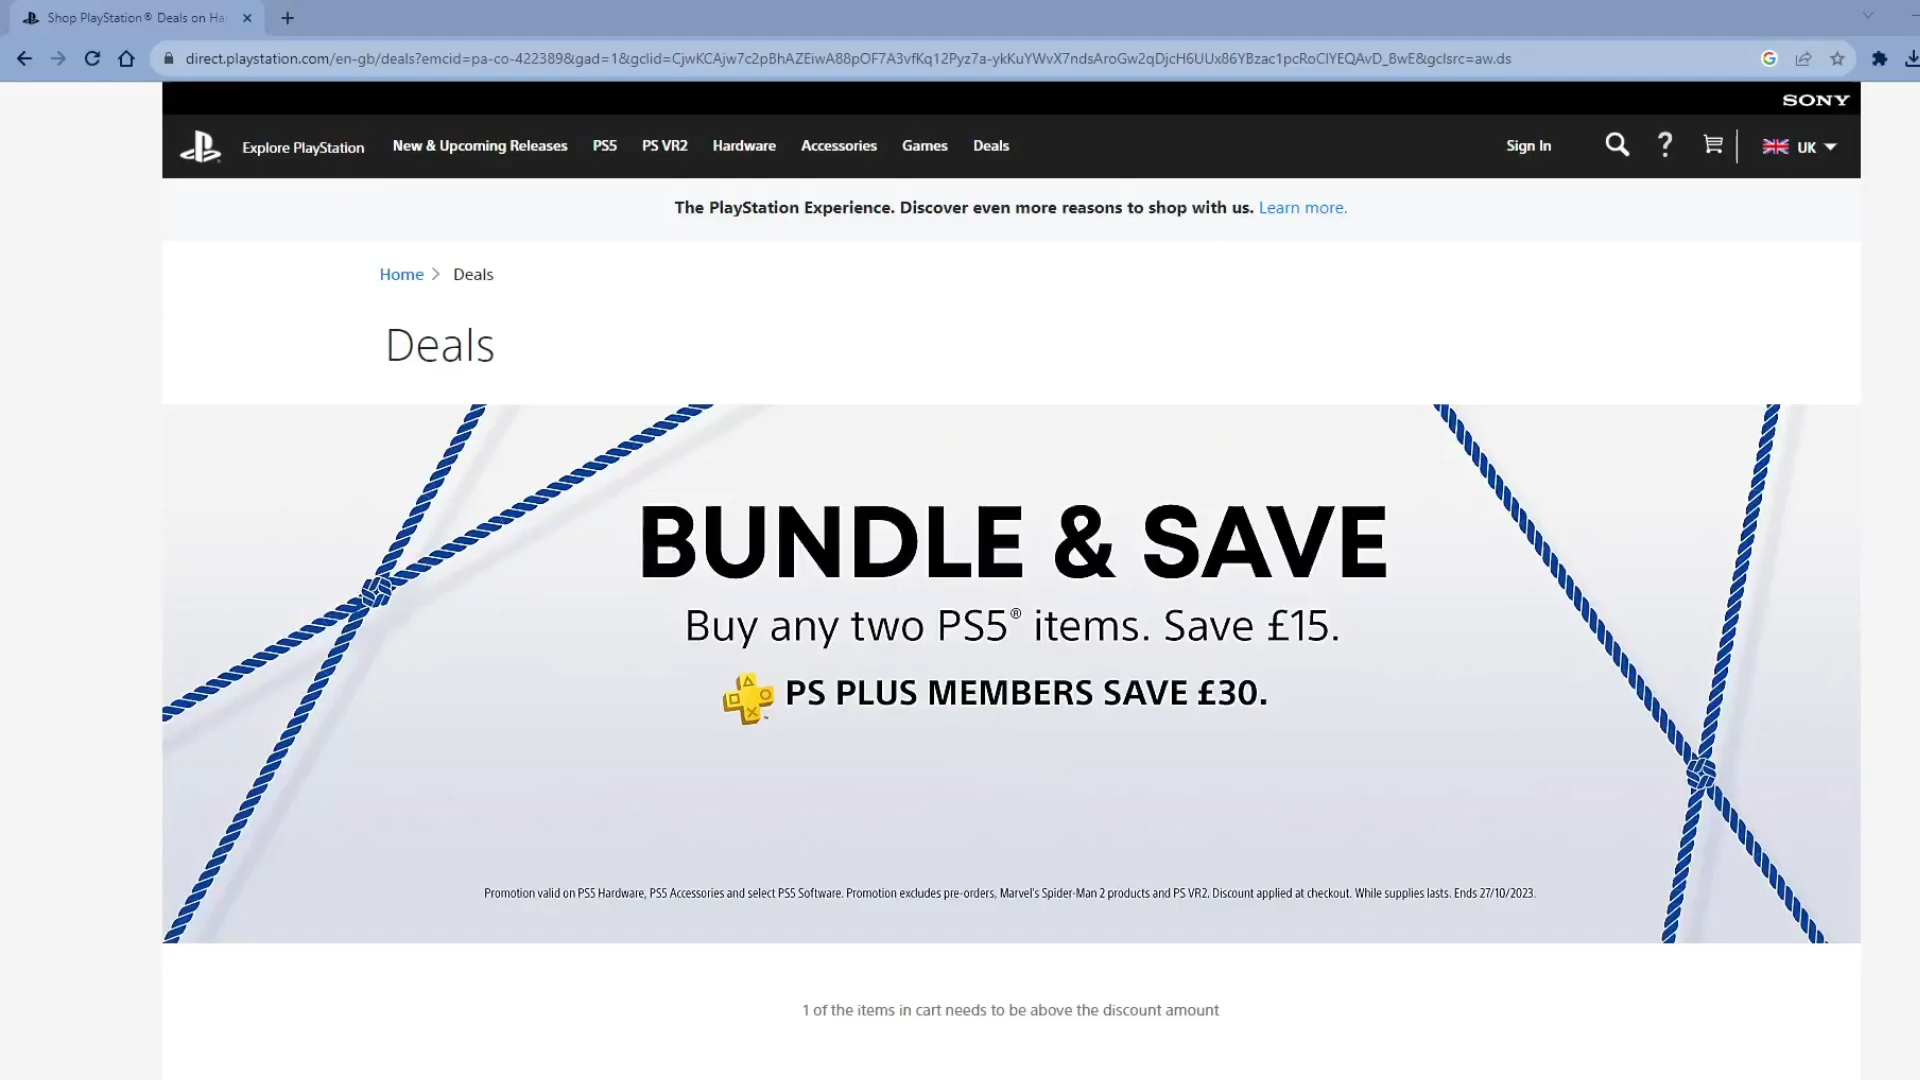 Shop PlayStation® Deals on Ha
direct.playstation.com/en-gb/deals?emcid=pa-co-422389&gad=1&gclid=CjwKCAjw7c2pBhAZEiwA88pOF7A3vfKq12Pyz7a-ykKuYWvX7ndsAroGw2qDjcH6UUx86YBzac1pcRoClYEQAvD_BwE&gclsrc=aw.ds
SONY
Explore PlayStation New & Upcoming Releases PS5 PS VR2 Hardware Accessories Games Deals Sign In UK
The PlayStation Experience. Discover even more reasons to shop with us. Learn more.
Home > Deals
Deals
BUNDLE & SAVE
Buy any two PS5® items. Save £15.
PS PLUS MEMBERS SAVE £30.
Promotion valid on PS5 Hardware, PS5 Accessories and select PS5 Software. Promotion excludes pre-orders, Marvel's Spider-Man 2 products and PS VR2. Discount applied at checkout. While supplies lasts. Ends 27/10/2023.
1 of the items in cart needs to be above the discount amount